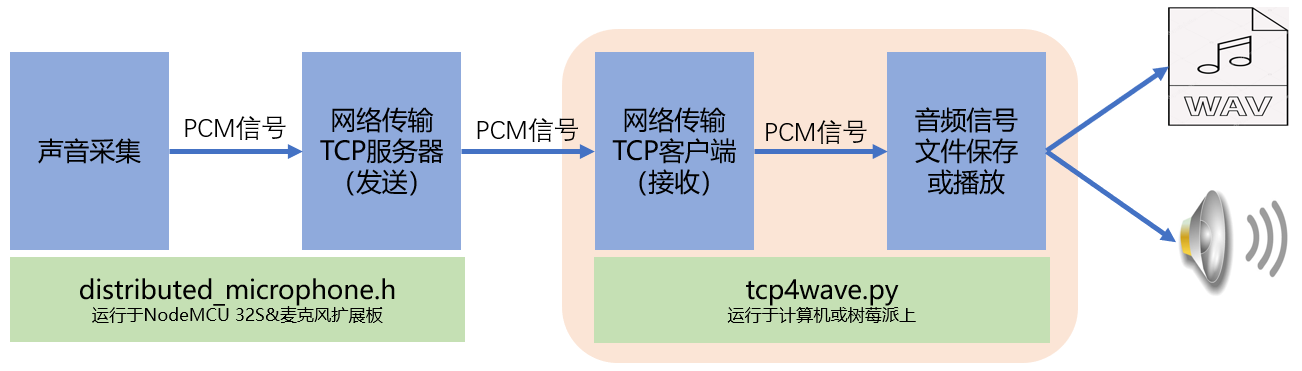 声音采集
PCM信号
网络传输
TCP服务器
（发送）
PCM信号
网络传输
TCP客户端
（接收）
PCM信号
音频信号
文件保存
或播放
WAV
distributed_microphone.h
运行于NodeMCU 32S&麦克风扩展板
tcp4wave.py
运行于计算机或树莓派上